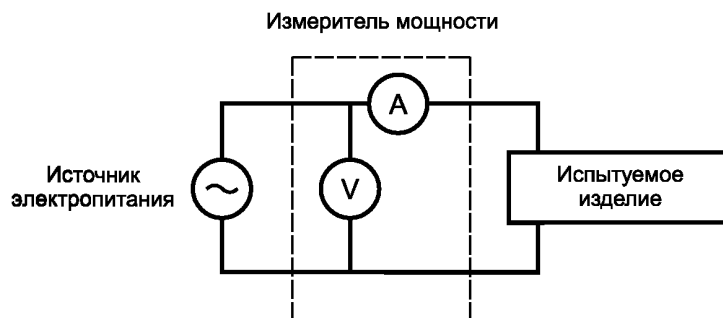 Измеритель мощности
A
Источник
электропитания
V
Испытуемое
изделие